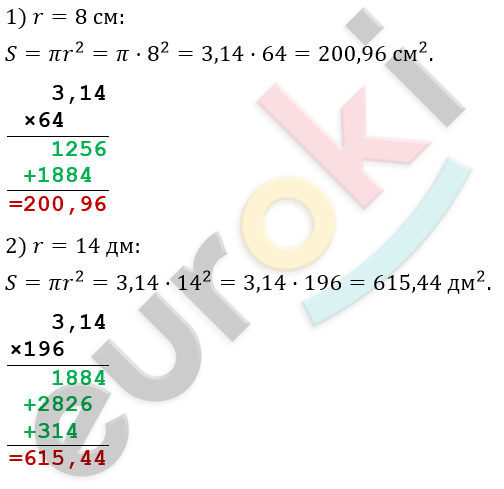 1) r = 8 см:
S = πr² = π · 8² = 3,14 · 64 = 200,96 см².
3,14
×64
1256
+1884
=200,96
2) r = 14 дм:
S = πr² = 3,14 · 14² = 3,14 · 196 = 615,44 дм².
3,14
×196
1884
+2826
+314
=615,44
euroki